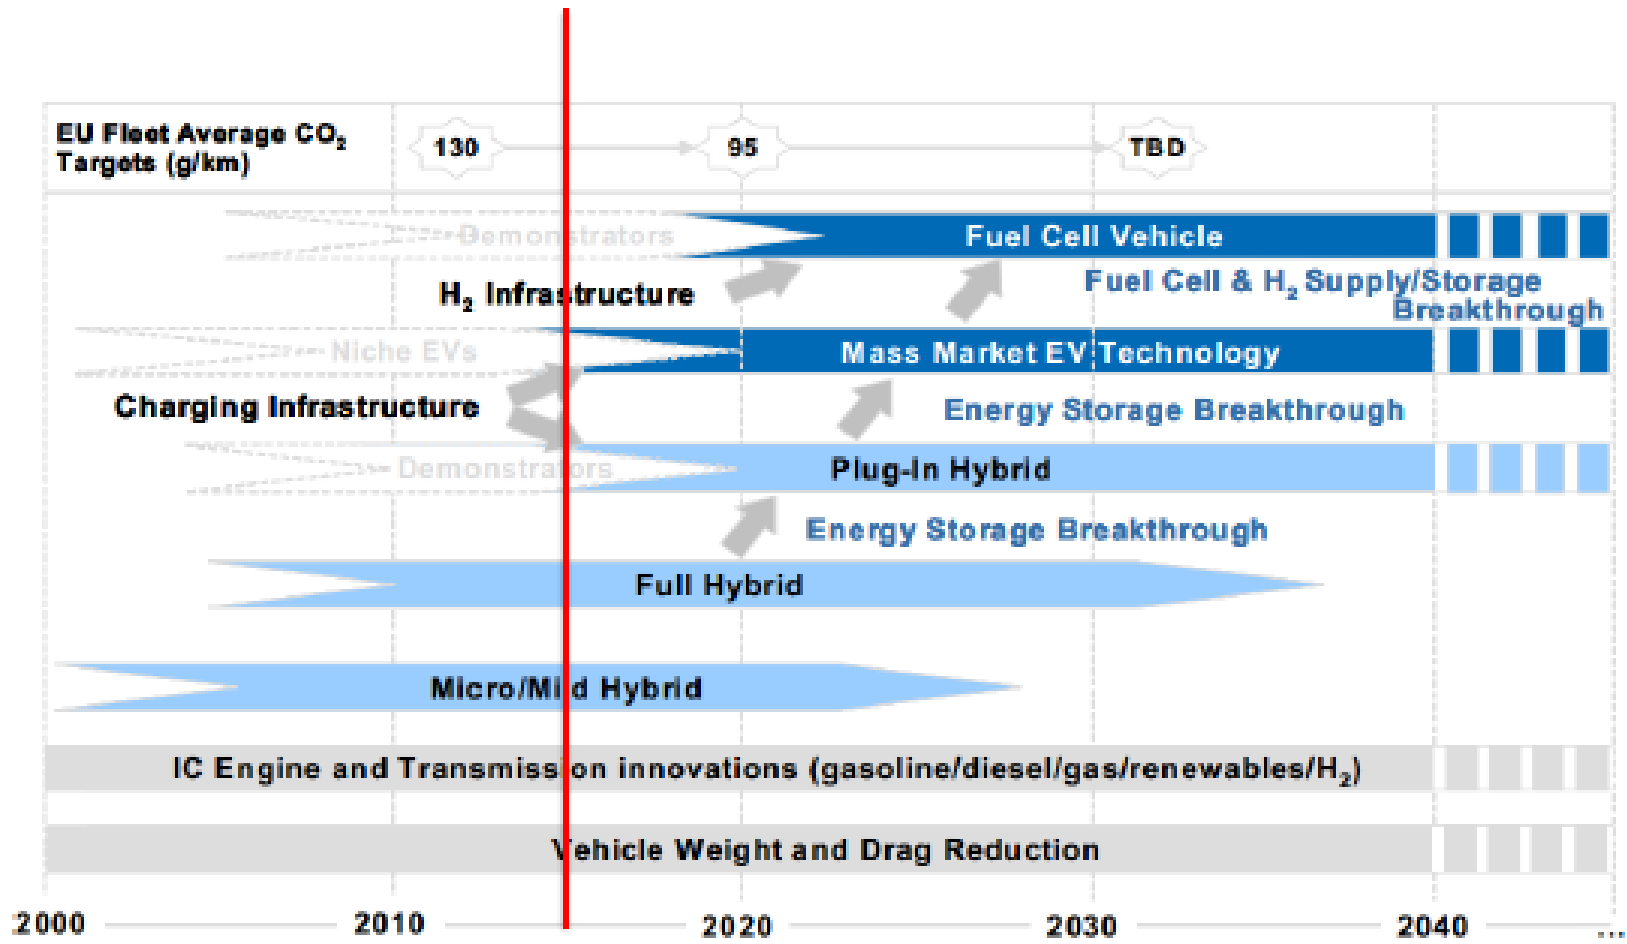 EU Fleet Average CO₂
Targets (g/km)
130
95
TBD
Demonstrators
Fuel Cell Vehicle
H₂ Infrastructure
Fuel Cell & H₂ Supply/Storage
Breakthrough
Niche EVs
Mass Market EV Technology
Charging Infrastructure
Energy Storage Breakthrough
Demonstrators
Plug-In Hybrid
Energy Storage Breakthrough
Full Hybrid
Micro/Mild Hybrid
IC Engine and Transmission innovations (gasoline/diesel/gas/renewables/H₂)
Vehicle Weight and Drag Reduction
2000 2010 2020 2030 2040 ...